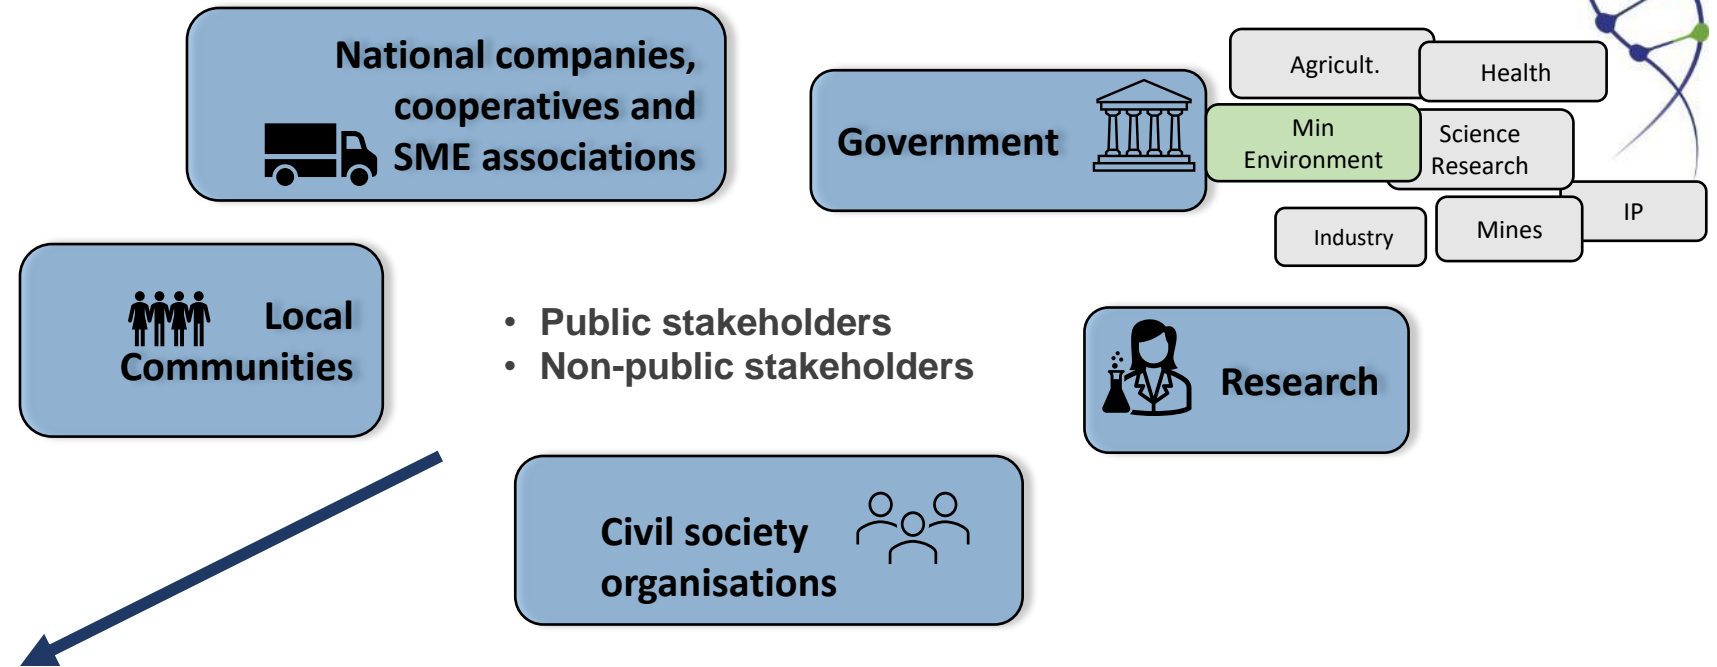 National companies,
cooperatives and
SME associations
Government
Agricult.
Health
Min
Environment
Science
Research
IP
Industry
Mines
Local
Communities
• Public stakeholders
• Non-public stakeholders
Research
Civil society
organisations